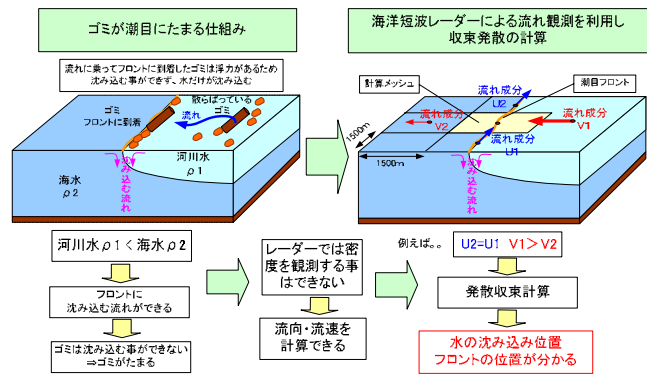 ゴミが潮目にたまる仕組み
流れに乗ってフロントに到着したゴミは浮力があるため
沈み込む事ができず、水だけが沈み込む
ゴミ
フロントに到着
散らばっている
ゴミ
流れ
河川水
ρ1
海水
ρ2
沈み込む流れ
河川水ρ1<海水ρ2
フロントに
沈み込む流れができる
ゴミは沈み込む事ができない
⇒ゴミがたまる
レーダーでは密
度を観測する事
はできない
流向・流速を
計算できる
海洋短波レーダーによる流れ観測を利用し
収束発散の計算
計算メッシュ
流れ成分
U2
潮目フロント
流れ成分
V2
流れ成分
V1
流れ成分
U1
1500m
1500m
例えば。。
U2=U1 V1>V2
発散収束計算
水の沈み込み位置
フロントの位置が分かる